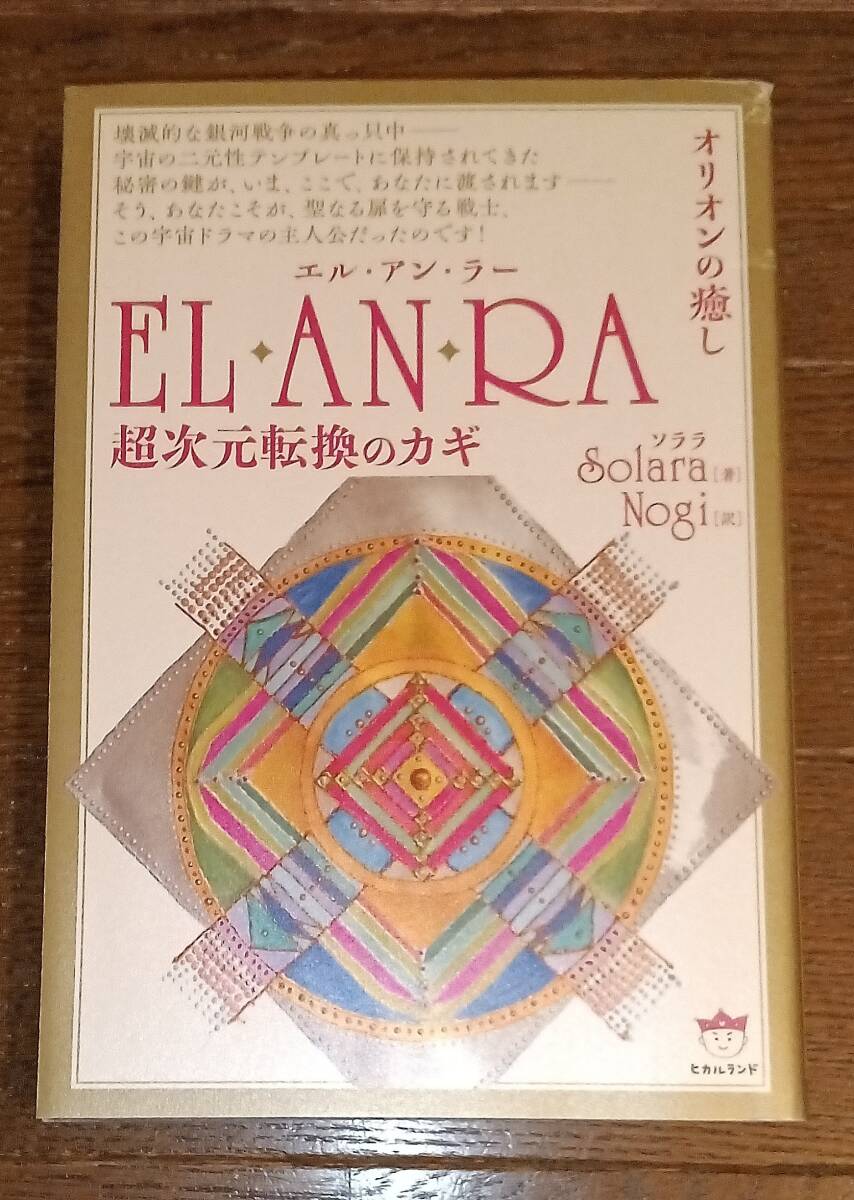 壊滅的な銀河戦争の真っ只中――
宇宙の二元性テンプレートに保持されてきた
秘密の鍵が、いま、ここで、あなたに渡されます――
そう、あなたこそが、聖なる扉を守る戦士、
この宇宙ドラマの主人公だったのです！
オリオンの癒し
エル・アン・ラー
EL・AN・RA
超次元転換のカギ
ソララ
Solara[著]
Nogi[訳]
ヒカルランド